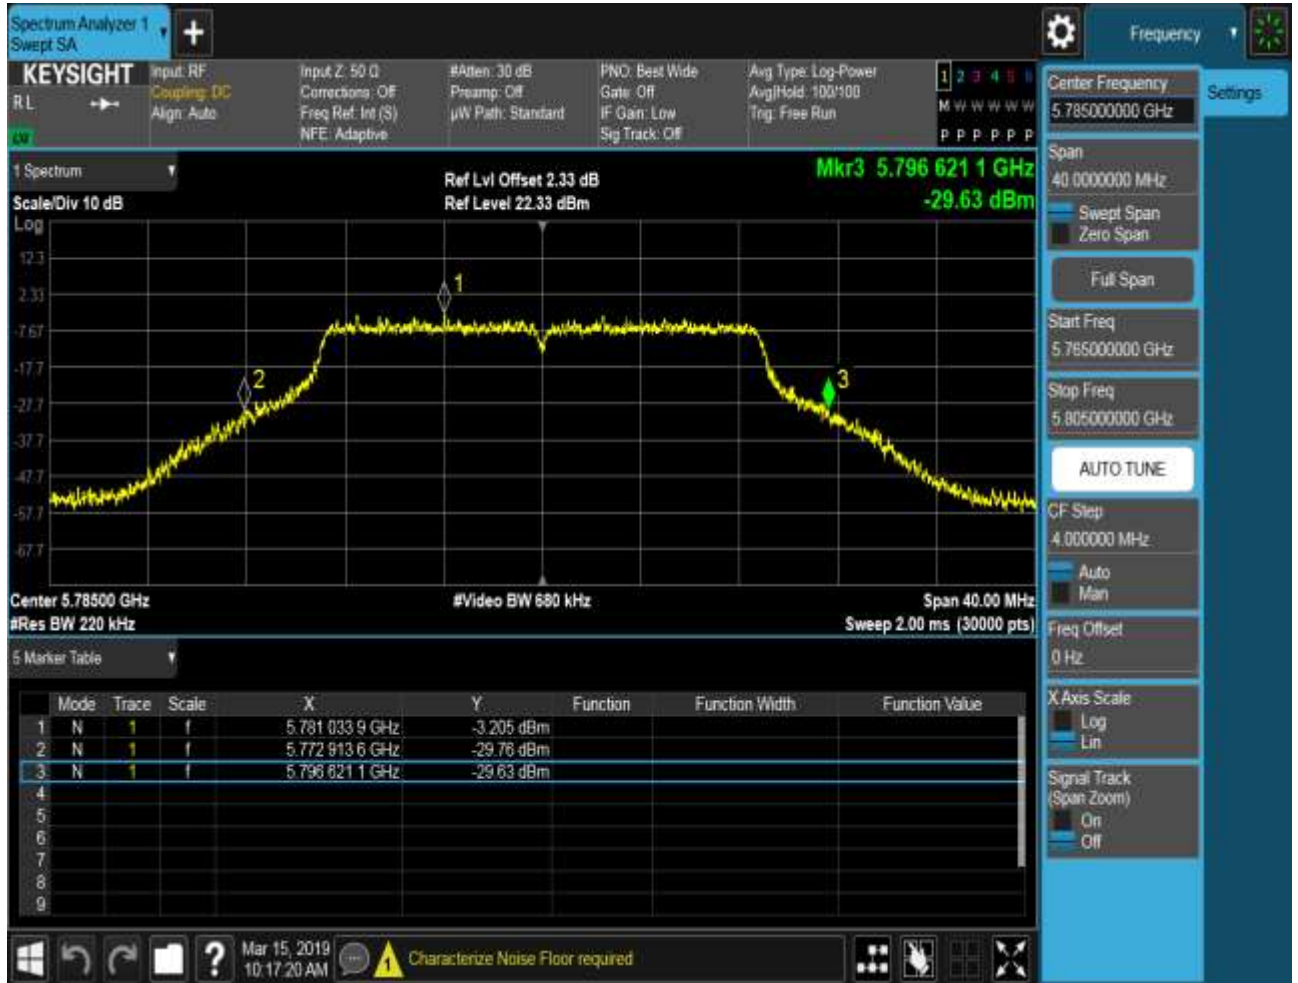 Spectrum Analyzer 1
Swept SA
+
Frequency
KEYSIGHT
RL
Input: RF
Coupling: DC
Align: Auto
Input Z: 50 Ω
Corrections: Off
Freq Ref: Int (S)
NFE: Adaptive
#Atten: 30 dB
Preamp: Off
µW Path: Standard
PNO: Best Wide
Gate: Off
IF Gain: Low
Sig Track: Off
Avg Type: Log-Power
Avg|Hold: 100/100
Trig: Free Run
1 2 3 4 5 6
M W W W W W
P P P P P P
1 Spectrum
Scale/Div 10 dB
Ref Lvl Offset 2.33 dB
Ref Level 22.33 dBm
Mkr3 5.796 621 1 GHz
-29.63 dBm
Log
12.3
2.33
-7.67
-17.7
-27.7
-37.7
-47.7
-57.7
-67.7
1
2
3
Center 5.78500 GHz
#Video BW 680 kHz
Span 40.00 MHz
#Res BW 220 kHz
Sweep 2.00 ms (30000 pts)
5 Marker Table
Mode Trace Scale X Y Function Function Width Function Value
1 N 1 f 5.781 033 9 GHz -3.205 dBm
2 N 1 f 5.772 913 6 GHz -29.76 dBm
3 N 1 f 5.796 621 1 GHz -29.63 dBm
4
5
6
7
8
9
Center Frequency
5.785000000 GHz
Settings
Span
40.0000000 MHz
Swept Span
Zero Span
Full Span
Start Freq
5.765000000 GHz
Stop Freq
5.805000000 GHz
AUTO TUNE
CF Step
4.000000 MHz
Auto
Man
Freq Offset
0 Hz
X Axis Scale
Log
Lin
Signal Track
(Span Zoom)
On
Off
?
Mar 15, 2019
10:17:20 AM
1
Characterize Noise Floor required